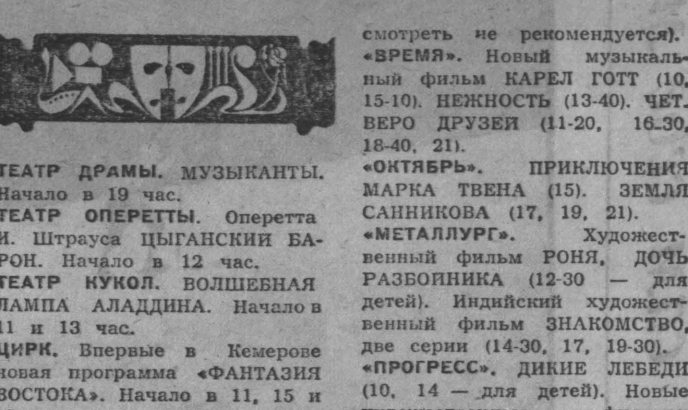 ТЕАТР ДРАМЫ. МУЗЫКАНТЫ.
Начало в 19 час.
ТЕАТР ОПЕРЕТТЫ. Оперетта
И. Штрауса ЦЫГАНСКИЙ БА-
РОН. Начало в 12 час.
ТЕАТР КУКОЛ. ВОЛШЕБНАЯ
ЛАМПА АЛАДДИНА. Начало в
11 и 13 час.
ЦИРК. Впервые в Кемерове
новая программа «ФАНТАЗИЯ
ВОСТОКА». Начало в 11, 15 и
смотреть не рекомендуется).
«ВРЕМЯ». Новый музыкаль-
ный фильм КАРЕЛ ГОТТ (10,
15-10). НЕЖНОСТЬ (13-40). ЧЕТ-
ВЕРО ДРУЗЕЙ (11-20, 16-30,
18-40, 21).
«ОКТЯБРЬ». ПРИКЛЮЧЕНИЯ
МАРКА ТВЕНА (15). ЗЕМЛЯ
САННИКОВА (17, 19, 21).
«МЕТАЛЛУРГ». Художест-
венный фильм РОНЯ, ДОЧЬ
РАЗБОЙНИКА (12-30 — для
детей). Индийский художест-
венный фильм ЗНАКОМСТВО,
две серии (14-30, 17, 19-30).
«ПРОГРЕСС». ДИКИЕ ЛЕБЕДИ
(10, 14 — для детей). Новые